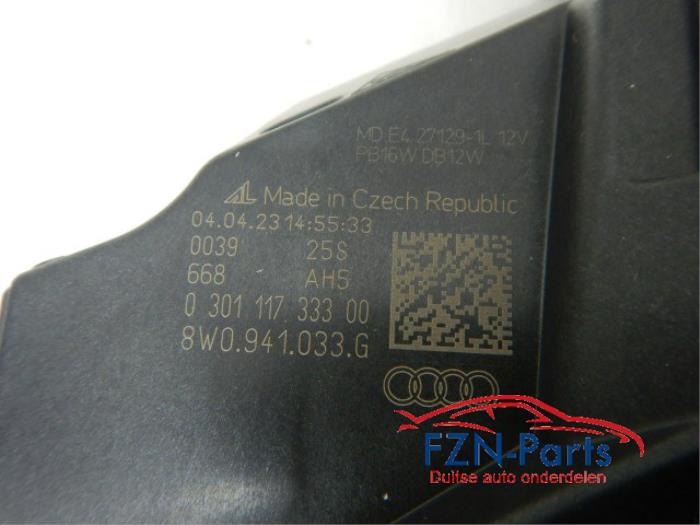 MD E4 27129-1L 12V
PB16W DB12W
AL Made in Czech Republic
04.04.23 14:55:33
0039 25S
668 AH5
0 301 117 333 00
8W0.941.033.G
FZN-Parts
Duitse auto onderdelen